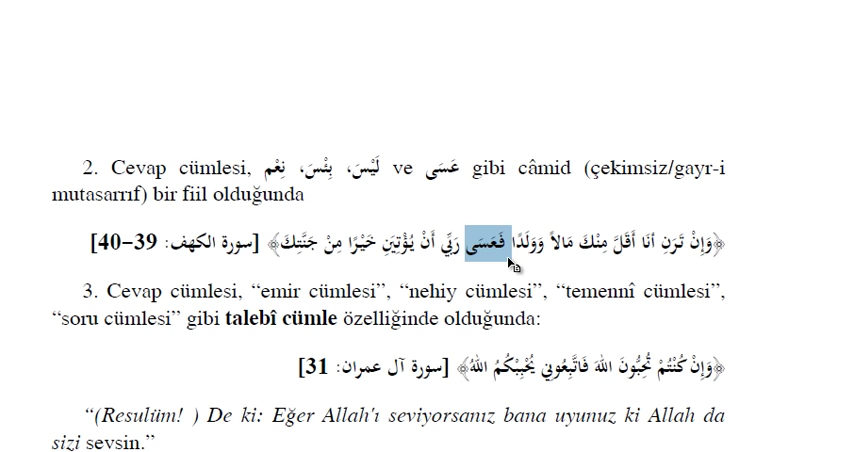 2. Cevap cümlesi, لَيْسَ، بِئْسَ، نِعْم ve عَسَى gibi câmid (çekimsiz/gayr-i
mutasarrıf) bir fiil olduğunda
﴿وَإِنْ تَرَنِ أنَا أَقَلَّ مِنْكَ مَالاً وَوَلَدًا فَعَسَى رَبِّي أَنْ يُؤْتِيَنِ خَيْرًا مِنْ جَنَّتِكَ﴾ [سورة الكهف: 39–40]
3. Cevap cümlesi, “emir cümlesi”, “nehiy cümlesi”, “temennî cümlesi”,
“soru cümlesi” gibi talebî cümle özelliğinde olduğunda:
﴿وَإِنْ كُنْتُمْ تُحِبُّونَ اللهَ فَاتَّبِعُونِي يُحْبِبْكُمُ اللهُ﴾ [سورة آل عمران: 31]
“(Resulüm! ) De ki: Eğer Allah'ı seviyorsanız bana uyunuz ki Allah da
sizi sevsin.”